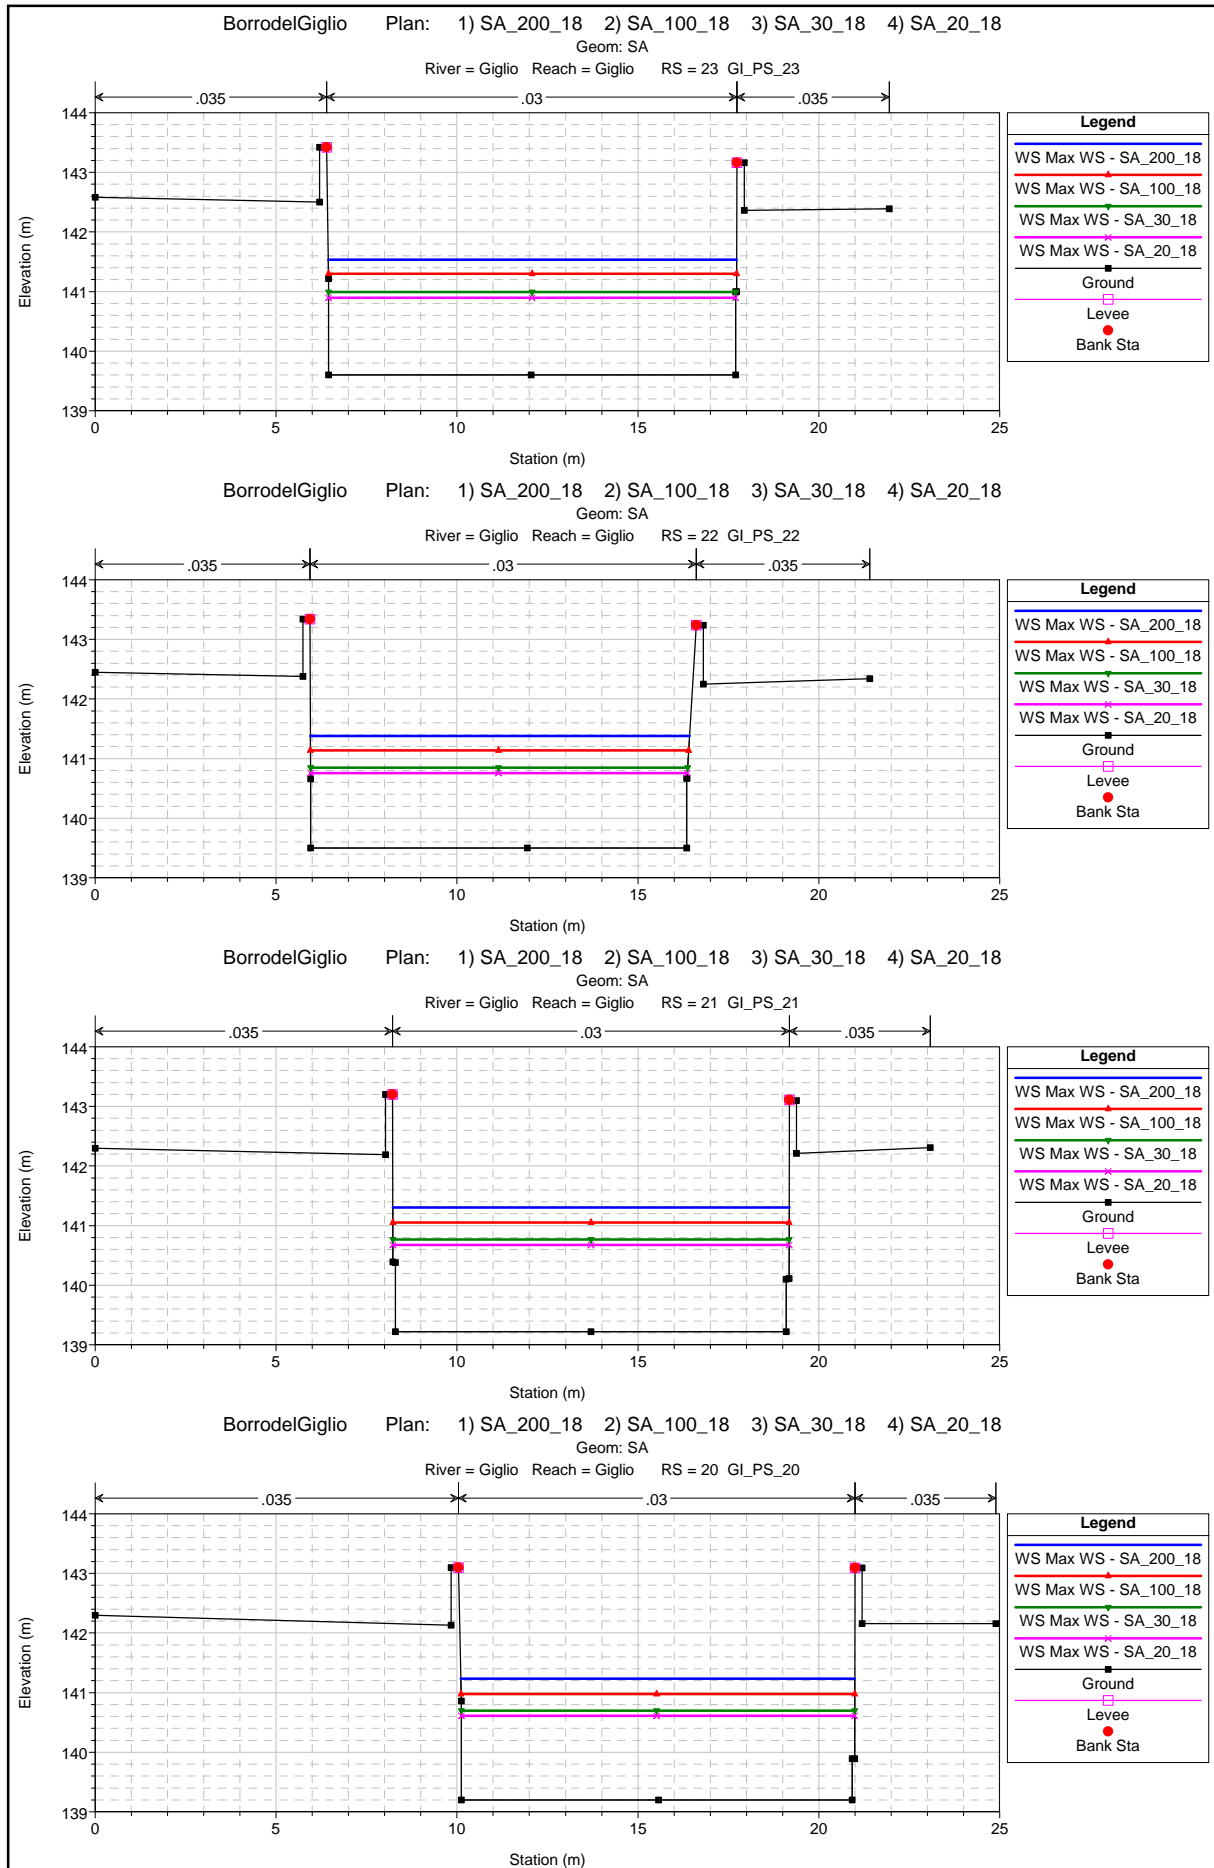 BorrodelGiglio Plan: 1) SA_200_18 2) SA_100_18 3) SA_30_18 4) SA_20_18
Geom: SA
River = Giglio Reach = Giglio RS = 23 GI_PS_23
.035 .03 .035
144
143
142
141
140
139
Elevation (m)
0 5 10 15 20 25
Station (m)
Legend
WS Max WS - SA_200_18
WS Max WS - SA_100_18
WS Max WS - SA_30_18
WS Max WS - SA_20_18
Ground
Levee
Bank Sta
BorrodelGiglio Plan: 1) SA_200_18 2) SA_100_18 3) SA_30_18 4) SA_20_18
Geom: SA
River = Giglio Reach = Giglio RS = 22 GI_PS_22
.035 .03 .035
144
143
142
141
140
139
Elevation (m)
0 5 10 15 20 25
Station (m)
Legend
WS Max WS - SA_200_18
WS Max WS - SA_100_18
WS Max WS - SA_30_18
WS Max WS - SA_20_18
Ground
Levee
Bank Sta
BorrodelGiglio Plan: 1) SA_200_18 2) SA_100_18 3) SA_30_18 4) SA_20_18
Geom: SA
River = Giglio Reach = Giglio RS = 21 GI_PS_21
.035 .03 .035
144
143
142
141
140
139
Elevation (m)
0 5 10 15 20 25
Station (m)
Legend
WS Max WS - SA_200_18
WS Max WS - SA_100_18
WS Max WS - SA_30_18
WS Max WS - SA_20_18
Ground
Levee
Bank Sta
BorrodelGiglio Plan: 1) SA_200_18 2) SA_100_18 3) SA_30_18 4) SA_20_18
Geom: SA
River = Giglio Reach = Giglio RS = 20 GI_PS_20
.035 .03 .035
144
143
142
141
140
139
Elevation (m)
0 5 10 15 20 25
Station (m)
Legend
WS Max WS - SA_200_18
WS Max WS - SA_100_18
WS Max WS - SA_30_18
WS Max WS - SA_20_18
Ground
Levee
Bank Sta